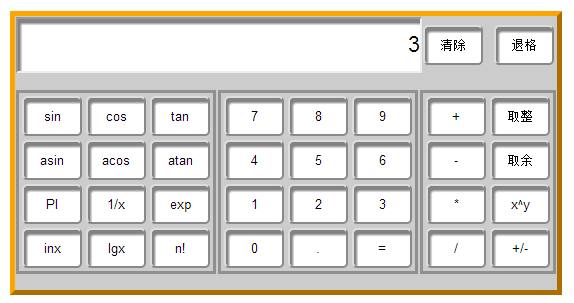 3 清除 退格
sin cos tan 7 8 9 + 取整
asin acos atan 4 5 6 - 取余
PI 1/x exp 1 2 3 * x^y
inx lgx n! 0 . = / +/-